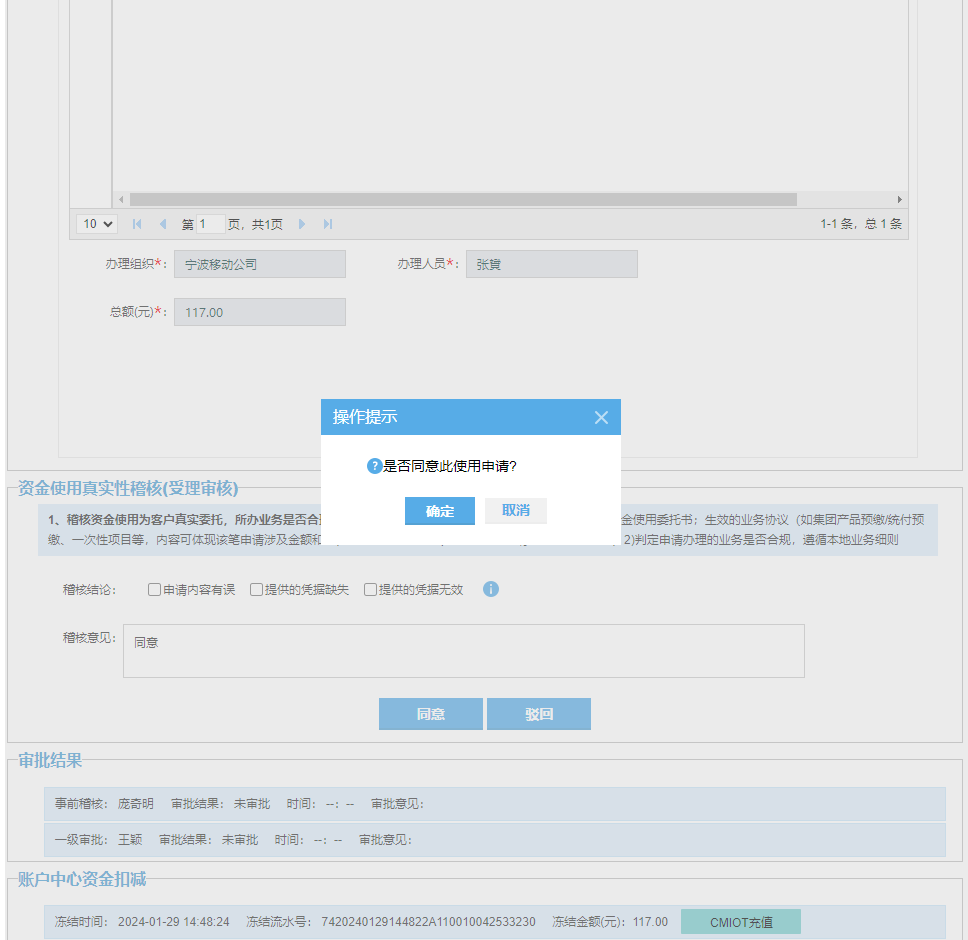 10 第 1 页，共1页 1-1 条，总 1 条
办理组织*： 宁波移动公司 办理人员*： 张贇
总额(元)*： 117.00
操作提示
?是否同意此使用申请?
确定 取消
资金使用真实性稽核(受理审核)
1、稽核资金使用为客户真实委托，所办业务是否合 金使用委托书；生效的业务协议（如集团产品预缴/统付预
缴、一次性项目等，内容可体现该笔申请涉及金额和 2)判定申请办理的业务是否合规，遵循本地业务细则
稽核结论： 申请内容有误 提供的凭据缺失 提供的凭据无效 i
稽核意见： 同意
同意 驳回
审批结果
事前稽核： 庞奇明 审批结果： 未审批 时间： --： -- 审批意见：
一级审批： 王颖 审批结果： 未审批 时间： --： -- 审批意见：
账户中心资金扣减
冻结时间： 2024-01-29 14:48:24 冻结流水号： 7420240129144822A110010042533230 冻结金额(元)： 117.00 CMIOT充值